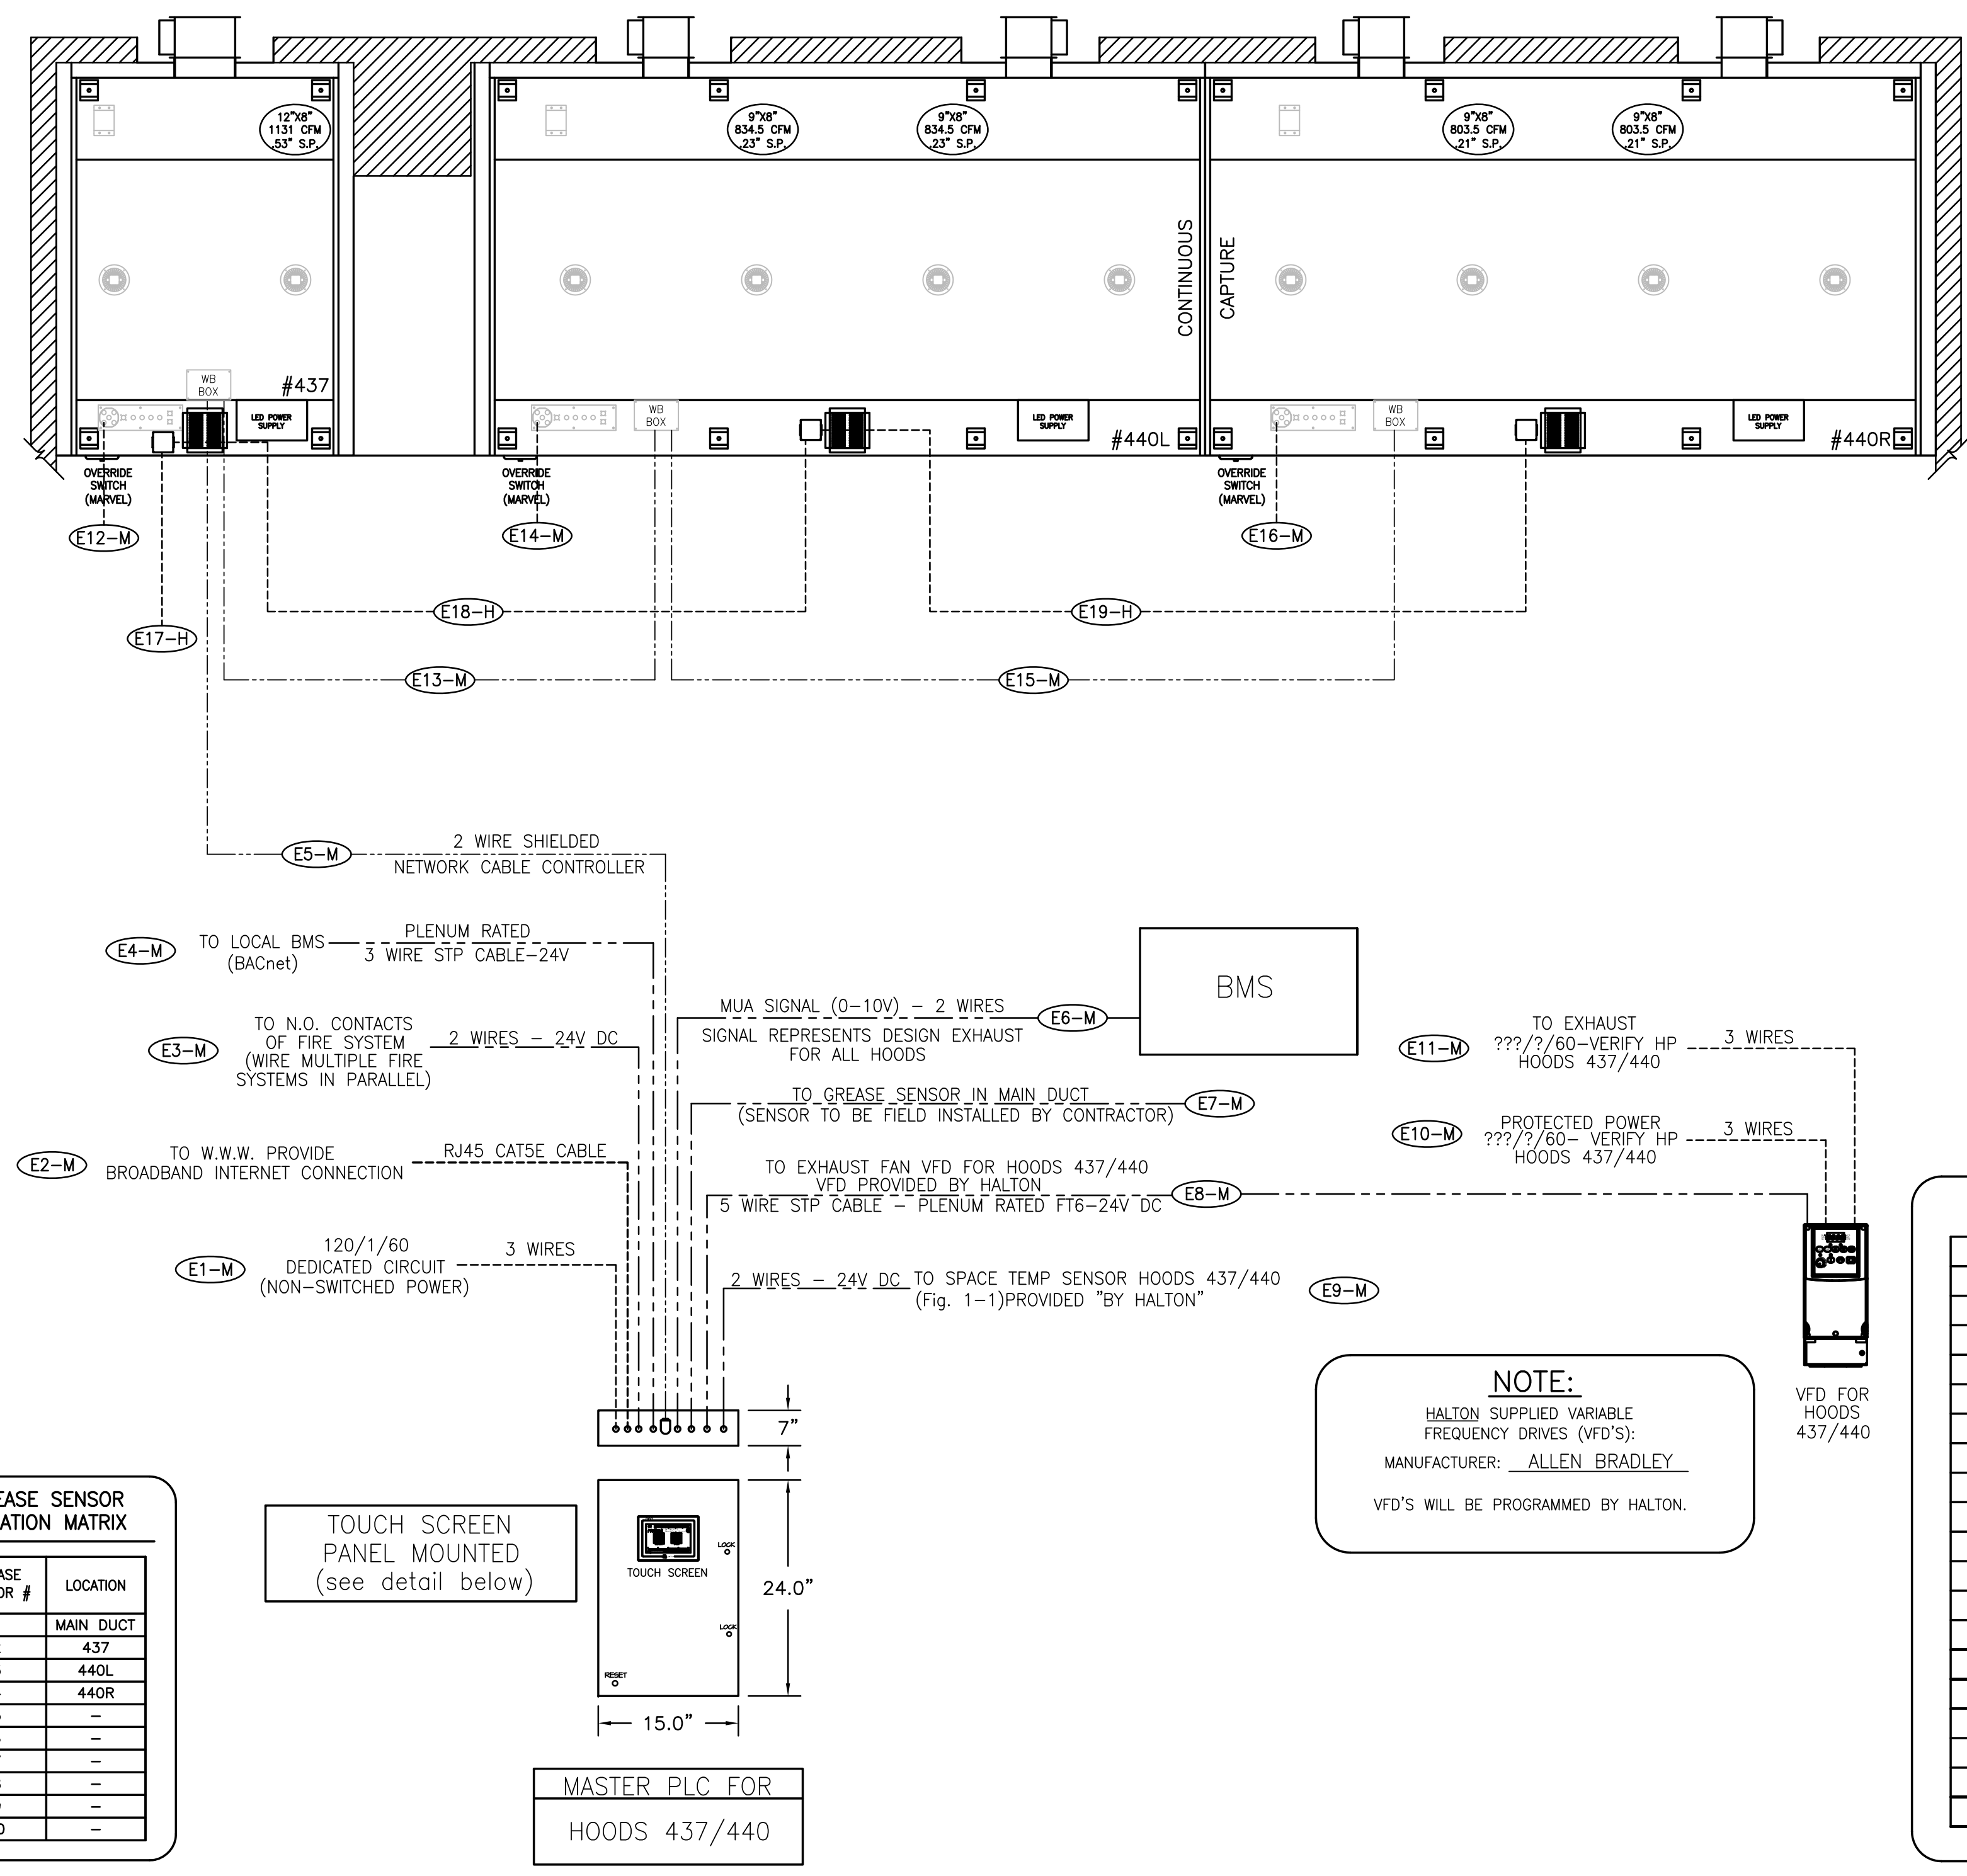 12"X8"
1131 CFM
.53" S.P.
9"X8"
834.5 CFM
.23" S.P.
9"X8"
834.5 CFM
.23" S.P.
9"X8"
803.5 CFM
.21" S.P.
9"X8"
803.5 CFM
.21" S.P.
CONTINUOUS
CAPTURE
WB
BOX
#437
LED POWER
SUPPLY
WB
BOX
LED POWER
SUPPLY
#440L
WB
BOX
LED POWER
SUPPLY
#440R
OVERRIDE
SWITCH
(MARVEL)
OVERRIDE
SWITCH
(MARVEL)
OVERRIDE
SWITCH
(MARVEL)
E12-M
E14-M
E16-M
E17-H
E18-H
E19-H
E13-M
E15-M
E5-M
2 WIRE SHIELDED
NETWORK CABLE CONTROLLER
E4-M
TO LOCAL BMS
(BACnet)
PLENUM RATED
3 WIRE STP CABLE-24V
E3-M
TO N.O. CONTACTS
OF FIRE SYSTEM
(WIRE MULTIPLE FIRE
SYSTEMS IN PARALLEL)
2 WIRES - 24V DC
E2-M
TO W.W.W. PROVIDE
BROADBAND INTERNET CONNECTION
RJ45 CAT5E CABLE
E1-M
120/1/60
DEDICATED CIRCUIT
(NON-SWITCHED POWER)
3 WIRES
MUA SIGNAL (0-10V) - 2 WIRES
SIGNAL REPRESENTS DESIGN EXHAUST
FOR ALL HOODS
E6-M
BMS
TO GREASE SENSOR IN MAIN DUCT
(SENSOR TO BE FIELD INSTALLED BY CONTRACTOR)
E7-M
TO EXHAUST FAN VFD FOR HOODS 437/440
VFD PROVIDED BY HALTON
5 WIRE STP CABLE - PLENUM RATED FT6-24V DC
E8-M
2 WIRES - 24V DC
TO SPACE TEMP SENSOR HOODS 437/440
(Fig. 1-1)PROVIDED "BY HALTON"
E9-M
E11-M
TO EXHAUST
???/?/60-VERIFY HP
HOODS 437/440
3 WIRES
E10-M
PROTECTED POWER
???/?/60- VERIFY HP
HOODS 437/440
3 WIRES
VFD FOR
HOODS
437/440
NOTE:
HALTON SUPPLIED VARIABLE
FREQUENCY DRIVES (VFD'S):
MANUFACTURER: ALLEN BRADLEY
VFD'S WILL BE PROGRAMMED BY HALTON.
7"
TOUCH SCREEN
PANEL MOUNTED
(see detail below)
TOUCH SCREEN
LOCK
LOCK
RESET
24.0"
15.0"
MASTER PLC FOR
HOODS 437/440
EASE SENSOR
ATION MATRIX
ASE
OR #
LOCATION
MAIN DUCT
437
440L
440R
-
-
-
-
-
-